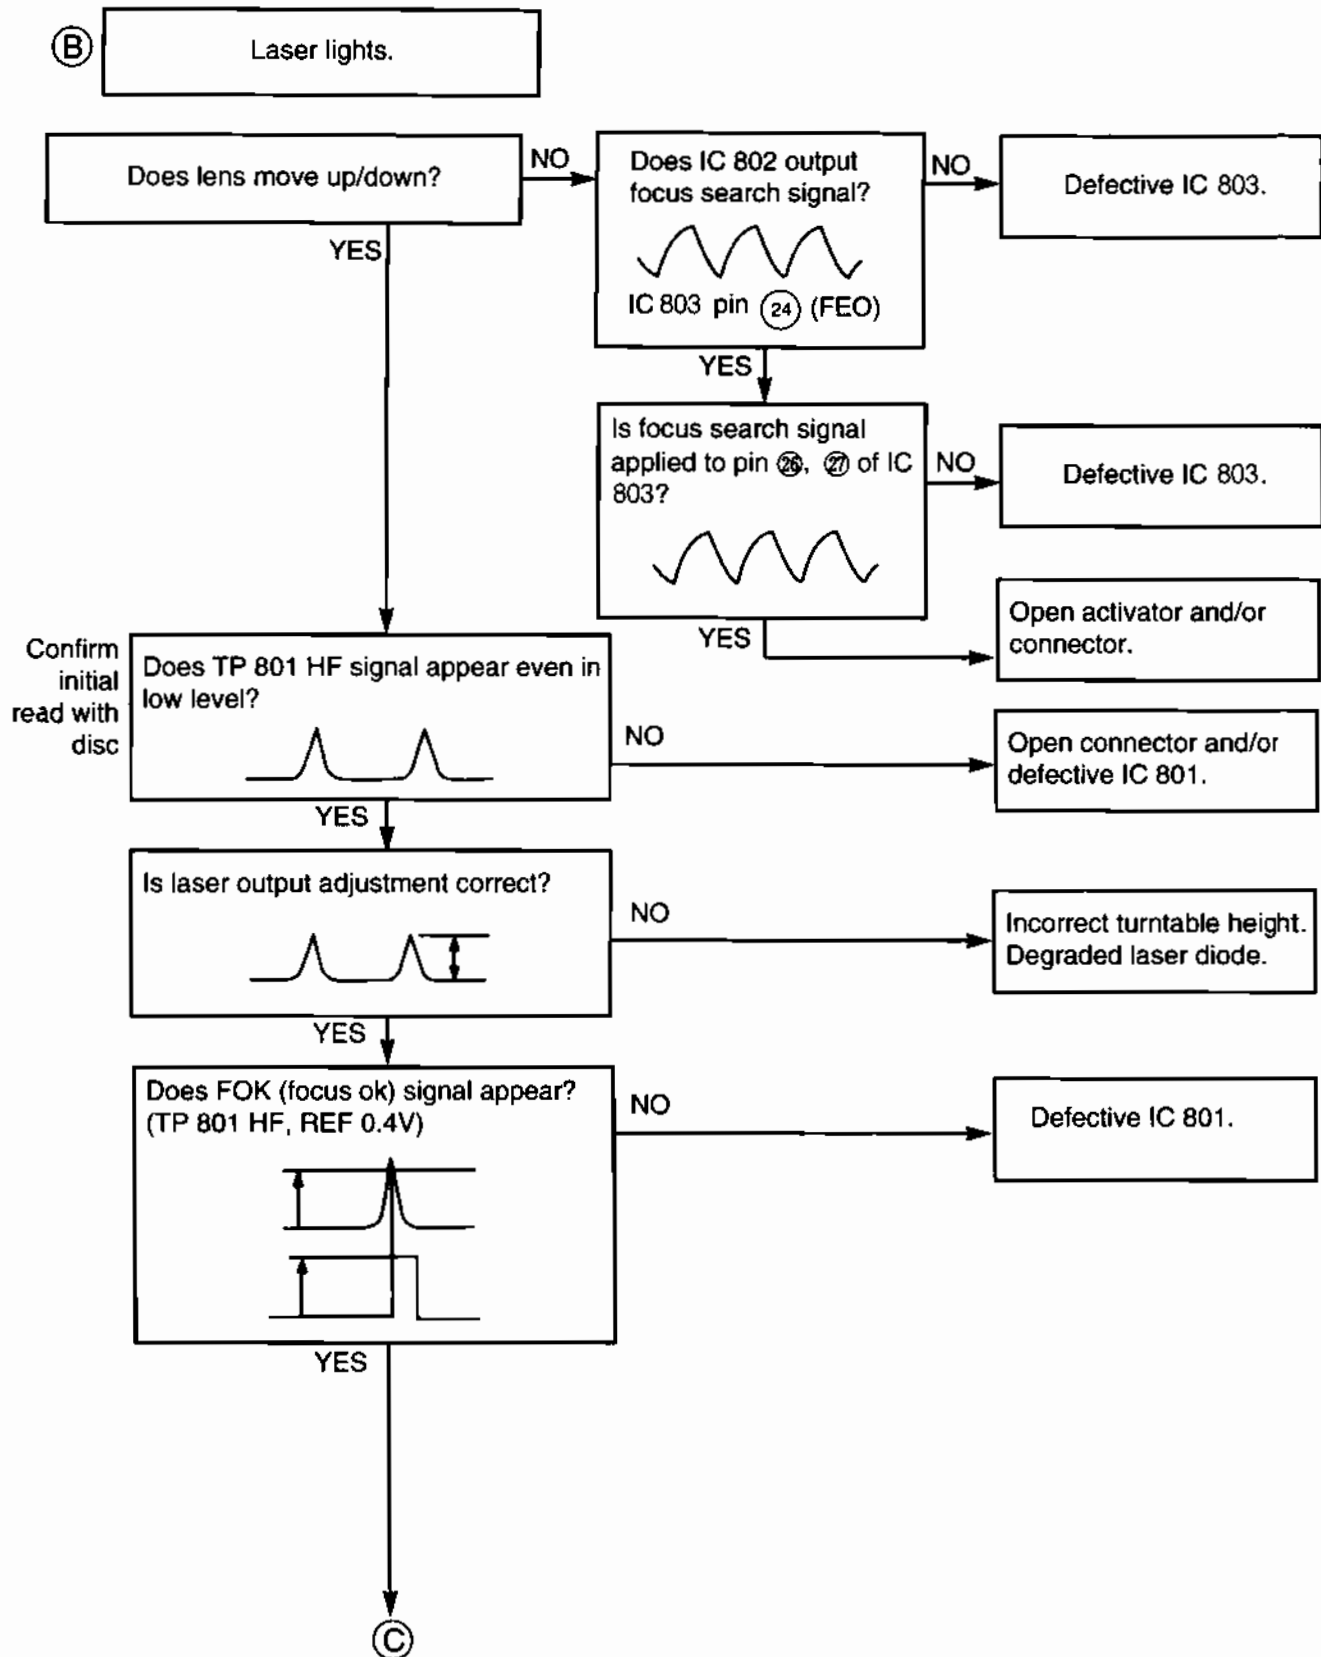 B
Laser lights.
Does lens move up/down?
NO
Does IC 802 output
focus search signal?
IC 803 pin 24 (FEO)
NO
Defective IC 803.
YES
YES
Is focus search signal
applied to pin 26, 27 of IC
803?
NO
Defective IC 803.
YES
Open activator and/or
connector.
Confirm
initial
read with
disc
Does TP 801 HF signal appear even in
low level?
NO
Open connector and/or
defective IC 801.
YES
Is laser output adjustment correct?
NO
Incorrect turntable height.
Degraded laser diode.
YES
Does FOK (focus ok) signal appear?
(TP 801 HF, REF 0.4V)
NO
Defective IC 801.
YES
C